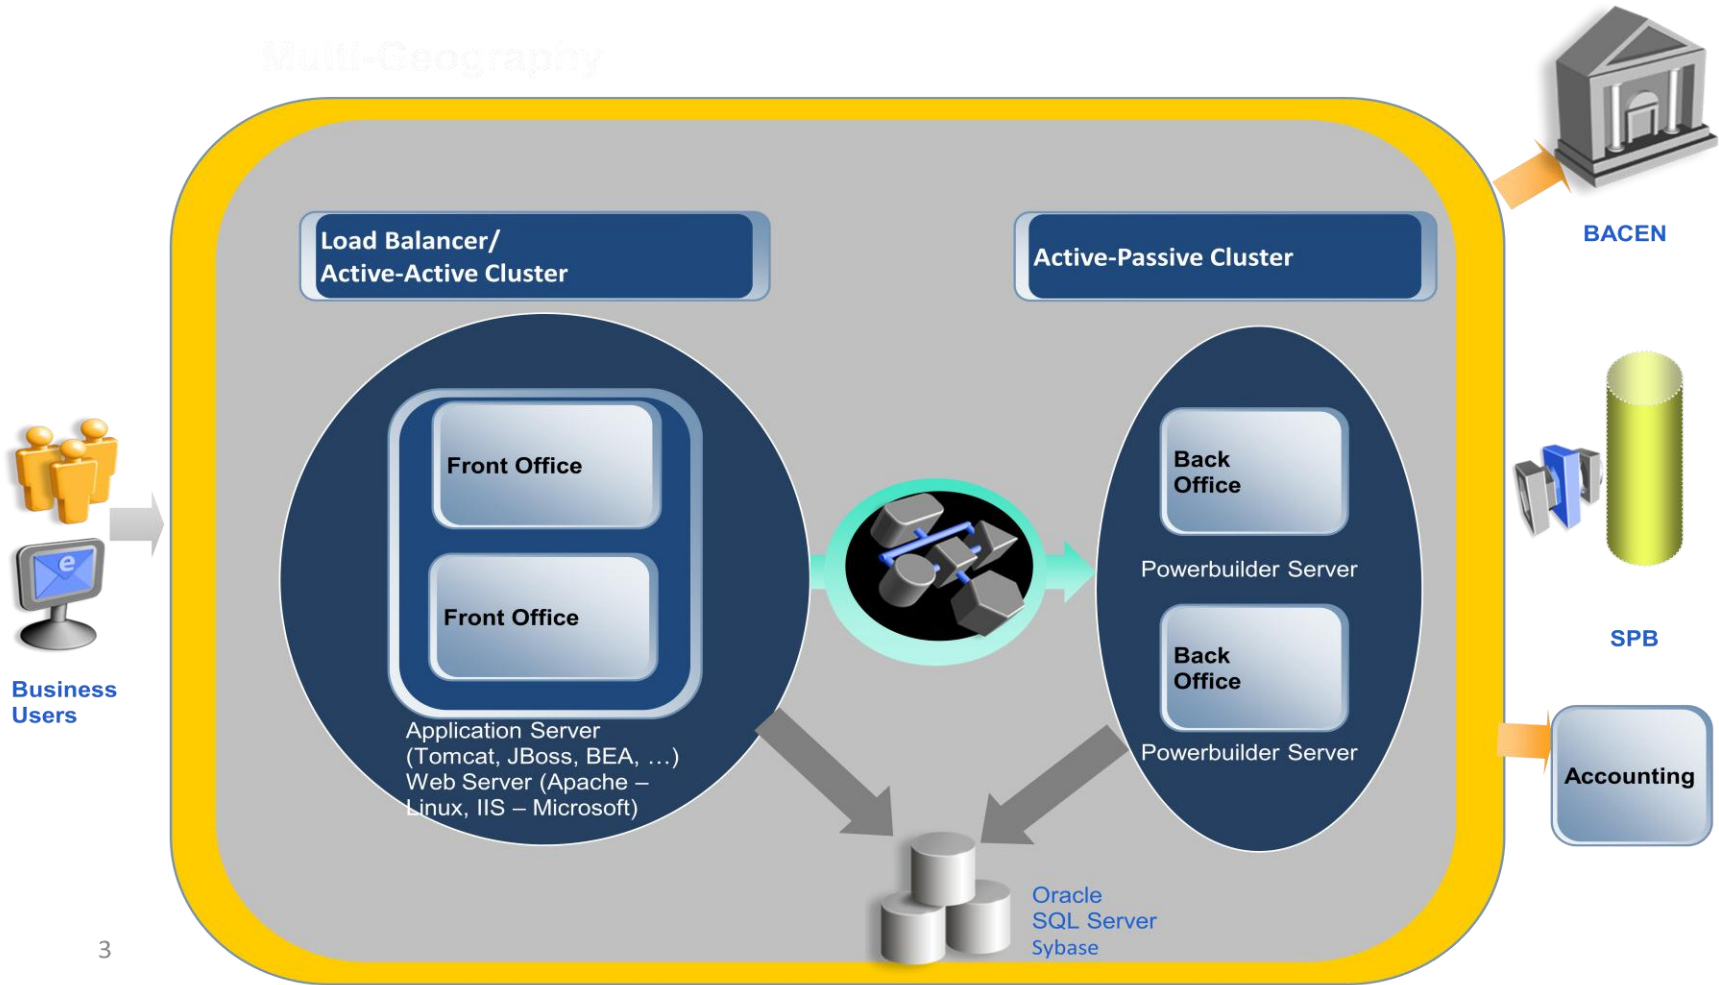 Multi-Geography
Load Balancer/
Active-Active Cluster
Active-Passive Cluster
BACEN
Front Office
Front Office
Application Server
(Tomcat, JBoss, BEA, …)
Web Server (Apache –
Linux, IIS – Microsoft)
Back
Office
Powerbuilder Server
Back
Office
Powerbuilder Server
e
Business
Users
SPB
Accounting
Oracle
SQL Server
Sybase
3